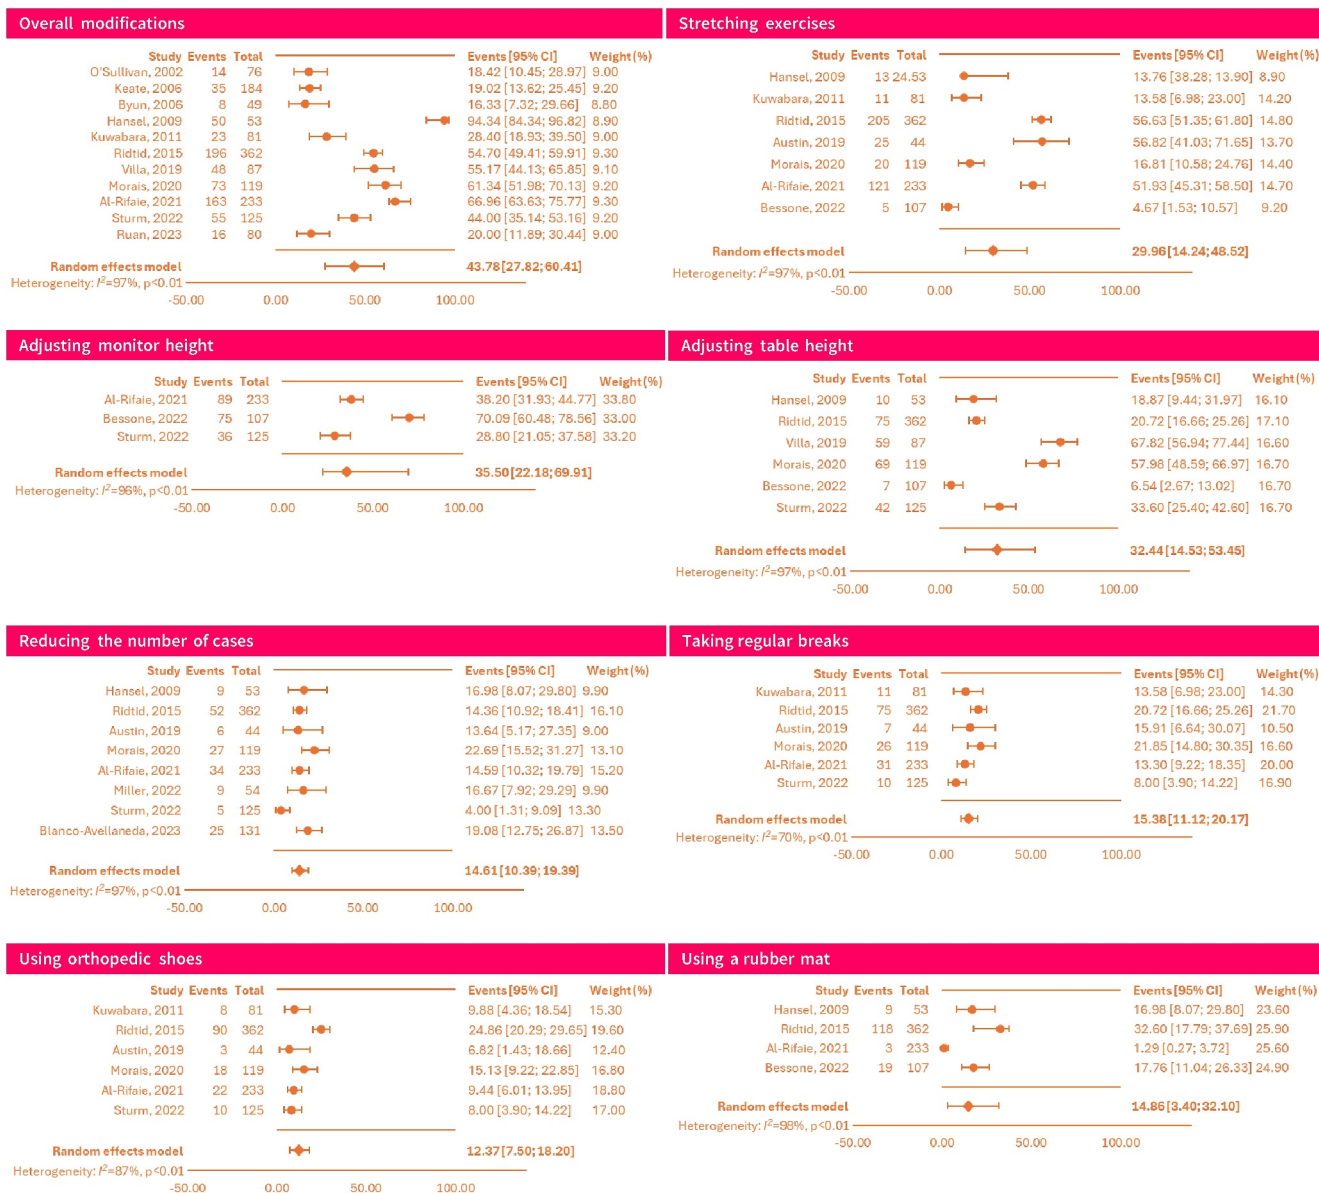 Overall modifications
Study Events Total Events [95% CI] Weight (%)
O'Sullivan, 2002 14 76 18.42 [10.45; 28.97] 9.00
Keate, 2006 35 184 19.02 [13.62; 25.45] 9.20
Byun, 2006 8 49 16.33 [7.32; 29.66] 8.80
Hansel, 2009 50 53 94.34 [84.34; 96.82] 8.90
Kuwabara, 2011 23 81 28.40 [18.93; 39.50] 9.00
Ridtid, 2015 196 362 54.70 [49.41; 59.91] 9.30
Villa, 2019 48 87 55.17 [44.13; 65.85] 9.10
Morais, 2020 73 119 61.34 [51.98; 70.13] 9.20
Al-Rifaie, 2021 163 233 66.96 [63.63; 75.77] 9.30
Sturm, 2022 55 125 44.00 [35.14; 53.16] 9.20
Ruan, 2023 16 80 20.00 [11.89; 30.44] 9.00
Random effects model 43.78 [27.82; 60.41]
Heterogeneity: I²=97%, p<0.01
-50.00 0.00 50.00 100.00
Stretching exercises
Study Events Total Events [95% CI] Weight (%)
Hansel, 2009 13 24.53 13.76 [38.28; 13.90] 8.90
Kuwabara, 2011 11 81 13.58 [6.98; 23.00] 14.20
Ridtid, 2015 205 362 56.63 [51.35; 61.80] 14.80
Austin, 2019 25 44 56.82 [41.03; 71.65] 13.70
Morais, 2020 20 119 16.81 [10.58; 24.76] 14.40
Al-Rifaie, 2021 121 233 51.93 [45.31; 58.50] 14.70
Bessone, 2022 5 107 4.67 [1.53; 10.57] 9.20
Random effects model 29.96 [14.24; 48.52]
Heterogeneity: I²=97%, p<0.01
-50.00 0.00 50.00 100.00
Adjusting monitor height
Study Events Total Events [95% CI] Weight (%)
Al-Rifaie, 2021 89 233 38.20 [31.93; 44.77] 33.80
Bessone, 2022 75 107 70.09 [60.48; 78.56] 33.00
Sturm, 2022 36 125 28.80 [21.05; 37.58] 33.20
Random effects model 35.50 [22.18; 69.91]
Heterogeneity: I²=96%, p<0.01
-50.00 0.00 50.00 100.00
Adjusting table height
Study Events Total Events [95% CI] Weight (%)
Hansel, 2009 10 53 18.87 [9.44; 31.97] 16.10
Ridtid, 2015 75 362 20.72 [16.66; 25.26] 17.10
Villa, 2019 59 87 67.82 [56.94; 77.44] 16.60
Morais, 2020 69 119 57.98 [48.59; 66.97] 16.70
Bessone, 2022 7 107 6.54 [2.67; 13.02] 16.70
Sturm, 2022 42 125 33.60 [25.40; 42.60] 16.70
Random effects model 32.44 [14.53; 53.45]
Heterogeneity: I²=97%, p<0.01
-50.00 0.00 50.00 100.00
Reducing the number of cases
Study Events Total Events [95% CI] Weight (%)
Hansel, 2009 9 53 16.98 [8.07; 29.80] 9.90
Ridtid, 2015 52 362 14.36 [10.92; 18.41] 16.10
Austin, 2019 6 44 13.64 [5.17; 27.35] 9.00
Morais, 2020 27 119 22.69 [15.52; 31.27] 13.10
Al-Rifaie, 2021 34 233 14.59 [10.32; 19.79] 15.20
Miller, 2022 9 54 16.67 [7.92; 29.29] 9.90
Sturm, 2022 5 125 4.00 [1.31; 9.09] 13.30
Blanco-Avellaneda, 2023 25 131 19.08 [12.75; 26.87] 13.50
Random effects model 14.61 [10.39; 19.39]
Heterogeneity: I²=97%, p<0.01
-50.00 0.00 50.00 100.00
Taking regular breaks
Study Events Total Events [95% CI] Weight (%)
Kuwabara, 2011 11 81 13.58 [6.98; 23.00] 14.30
Ridtid, 2015 75 362 20.72 [16.66; 25.26] 21.70
Austin, 2019 7 44 15.91 [6.64; 30.07] 10.50
Morais, 2020 26 119 21.85 [14.80; 30.35] 16.60
Al-Rifaie, 2021 31 233 13.30 [9.22; 18.35] 20.00
Sturm, 2022 10 125 8.00 [3.90; 14.22] 16.90
Random effects model 15.38 [11.12; 20.17]
Heterogeneity: I²=70%, p<0.01
-50.00 0.00 50.00 100.00
Using orthopedic shoes
Study Events Total Events [95% CI] Weight (%)
Kuwabara, 2011 8 81 9.88 [4.36; 18.54] 15.30
Ridtid, 2015 90 362 24.86 [20.29; 29.65] 19.60
Austin, 2019 3 44 6.82 [1.43; 18.66] 12.40
Morais, 2020 18 119 15.13 [9.22; 22.85] 16.80
Al-Rifaie, 2021 22 233 9.44 [6.01; 13.95] 18.80
Sturm, 2022 10 125 8.00 [3.90; 14.22] 17.00
Random effects model 12.37 [7.50; 18.20]
Heterogeneity: I²=87%, p<0.01
-50.00 0.00 50.00 100.00
Using a rubber mat
Study Events Total Events [95% CI] Weight (%)
Hansel, 2009 9 53 16.98 [8.07; 29.80] 23.60
Ridtid, 2015 118 362 32.60 [17.79; 37.69] 25.90
Al-Rifaie, 2021 3 233 1.29 [0.27; 3.72] 25.60
Bessone, 2022 19 107 17.76 [11.04; 26.33] 24.90
Random effects model 14.86 [3.40; 32.10]
Heterogeneity: I²=98%, p<0.01
-50.00 0.00 50.00 100.00